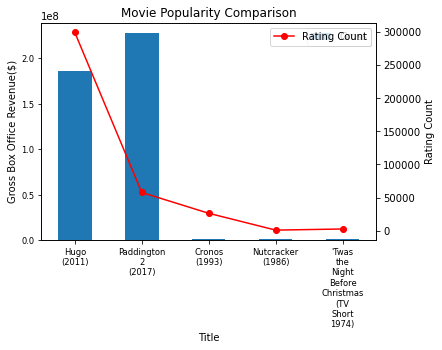 Movie Popularity Comparison
1e8
Rating Count
Gross Box Office Revenue($)
2.0
1.5
1.0
0.5
0.0
300000
250000
200000
150000
100000
50000
0
Rating Count
Hugo
(2011)
Paddington
2
(2017)
Cronos
(1993)
Nutcracker
(1986)
'Twas
the
Night
Before
Christmas
(TV
Short
1974)
Title